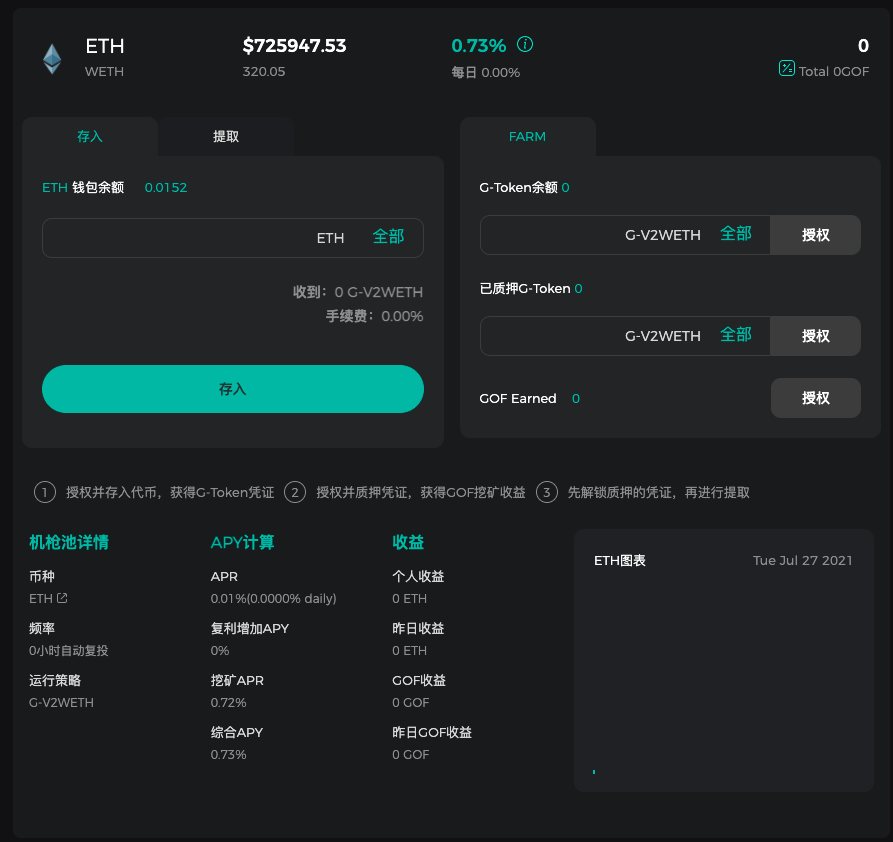 ETH
WETH
$725947.53
320.05
0.73%
每日 0.00%
0
Total 0GOF
存入
提取
ETH 钱包余额 0.0152
ETH 全部
收到：0 G-V2WETH
手续费：0.00%
存入
FARM
G-Token余额 0
G-V2WETH 全部 授权
已质押G-Token 0
G-V2WETH 全部 授权
GOF Earned 0 授权
1 授权并存入代币，获得G-Token凭证 2 授权并质押凭证，获得GOF挖矿收益 3 先解锁质押的凭证，再进行提取
机枪池详情
币种
ETH
频率
0小时自动复投
运行策略
G-V2WETH
APY计算
APR
0.01%(0.0000% daily)
复利增加APY
0%
挖矿APR
0.72%
综合APY
0.73%
收益
个人收益
0 ETH
昨日收益
0 ETH
GOF收益
0 GOF
昨日GOF收益
0 GOF
ETH图表 Tue Jul 27 2021